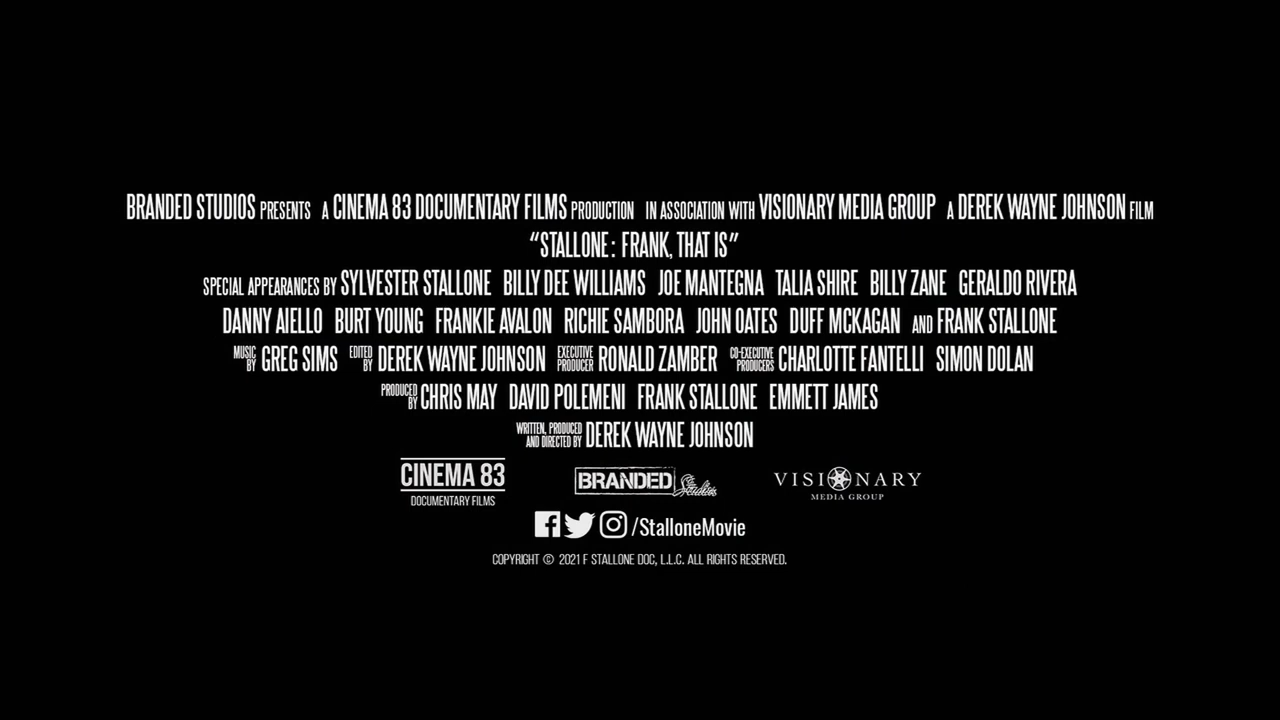 BRANDED STUDIOS PRESENTS A CINEMA 83 DOCUMENTARY FILMS PRODUCTION IN ASSOCIATION WITH VISIONARY MEDIA GROUP A DEREK WAYNE JOHNSON FILM
“STALLONE: FRANK, THAT IS”
SPECIAL APPEARANCES BY SYLVESTER STALLONE BILLY DEE WILLIAMS JOE MANTEGNA TALIA SHIRE BILLY ZANE GERALDO RIVERA
DANNY AIELLO BURT YOUNG FRANKIE AVALON RICHIE SAMBORA JOHN OATES DUFF MCKAGAN AND FRANK STALLONE
MUSIC BY GREG SIMS EDITED BY DEREK WAYNE JOHNSON EXECUTIVE PRODUCER RONALD ZAMBER CO-EXECUTIVE PRODUCERS CHARLOTTE FANTELLI SIMON DOLAN
PRODUCED BY CHRIS MAY DAVID POLEMENI FRANK STALLONE EMMETT JAMES
WRITTEN, PRODUCED AND DIRECTED BY DEREK WAYNE JOHNSON
CINEMA 83 BRANDED Studios VISIONARY
DOCUMENTARY FILMS MEDIA GROUP
/StalloneMovie
COPYRIGHT © 2021 F STALLONE DOC, L.L.C. ALL RIGHTS RESERVED.